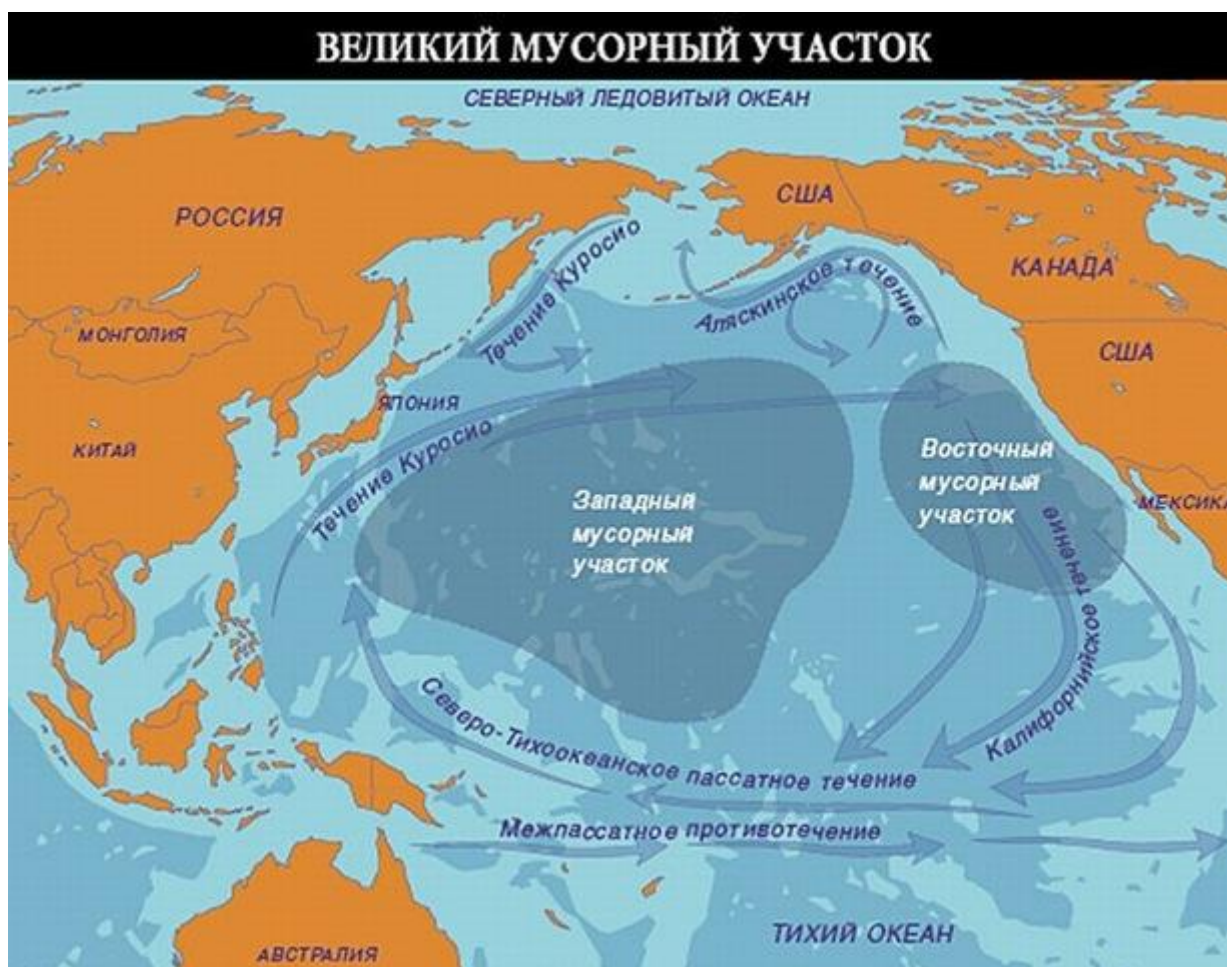 ВЕЛИКИЙ МУСОРНЫЙ УЧАСТОК
СЕВЕРНЫЙ ЛЕДОВИТЫЙ ОКЕАН
США
РОССИЯ
Течение Куросио
КАНАДА
Аляскинское течение
МОНГОЛИЯ
США
ЯПОНИЯ
КИТАЙ
Течение Куросио
Восточный
мусорный
участок
Западный
мусорный
участок
МЕКСИКА
Калифорнийское течение
Северо-Тихоокеанское пассатное течение
Межпассатное противотечение
ТИХИЙ ОКЕАН
АВСТРАЛИЯ